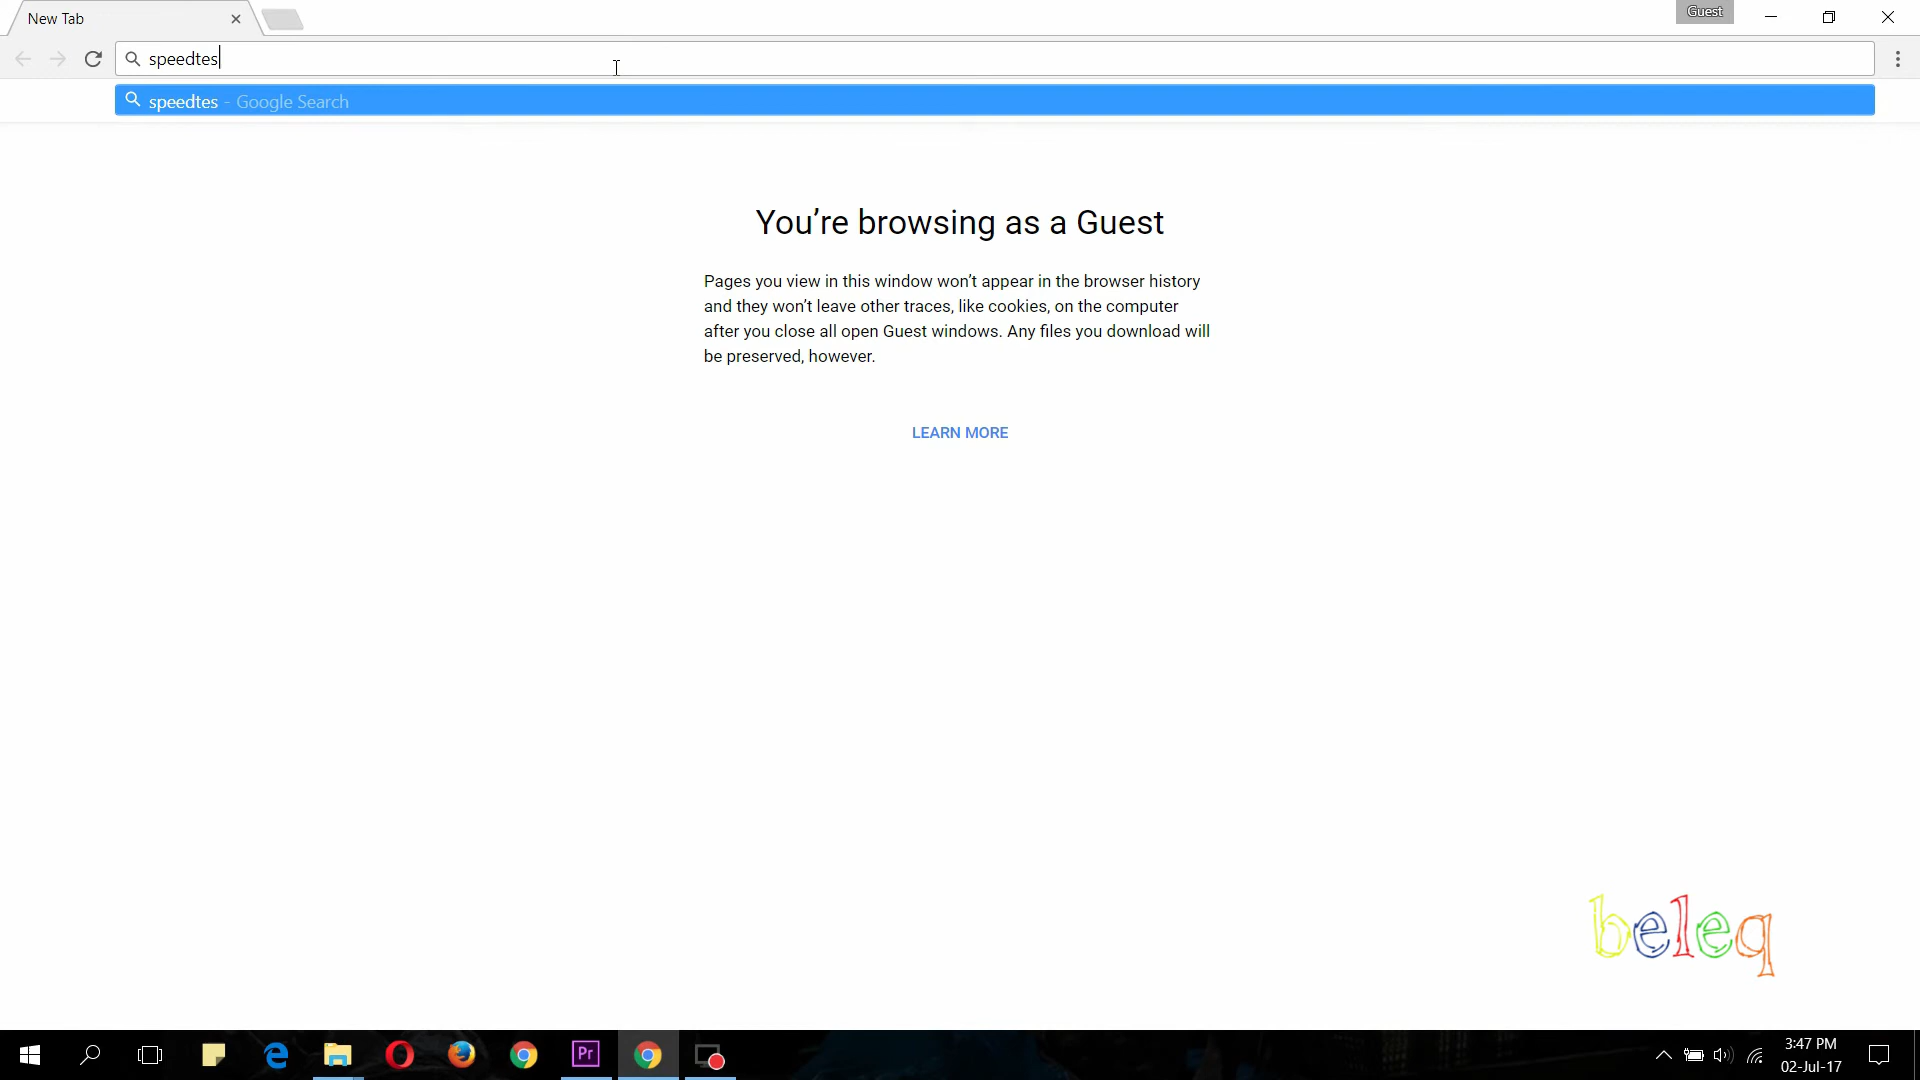 New Tab
Guest
speedtes
speedtes - Google Search
You’re browsing as a Guest
Pages you view in this window won’t appear in the browser history
and they won’t leave other traces, like cookies, on the computer
after you close all open Guest windows. Any files you download will
be preserved, however.
LEARN MORE
beleq
Pr
3:47 PM
02-Jul-17